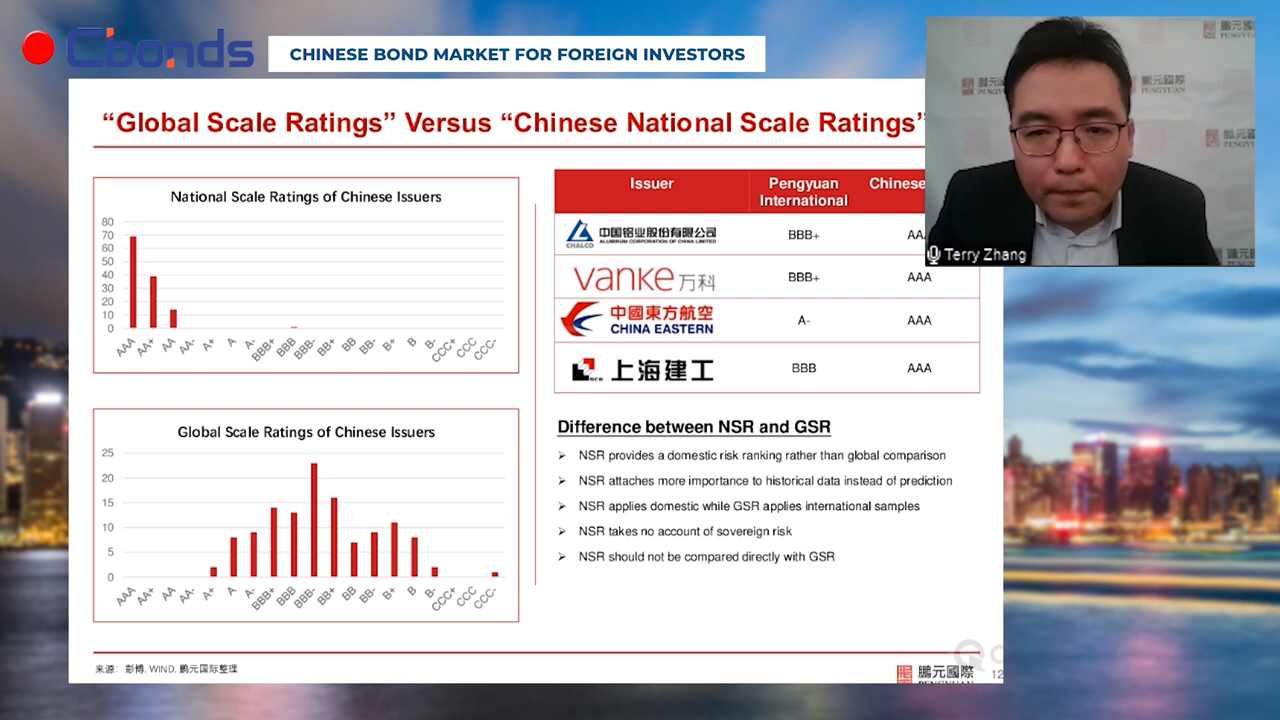 Cbonds
CHINESE BOND MARKET FOR FOREIGN INVESTORS
“Global Scale Ratings” Versus “Chinese National Scale Ratings”
National Scale Ratings of Chinese Issuers
80
70
60
50
40
30
20
10
0
AAA AA+ AA AA- A+ A A- BBB+ BBB BBB- BB+ BB BB- B+ B B- CCC+ CCC CCC-
Global Scale Ratings of Chinese Issuers
25
20
15
10
5
0
AAA AA+ AA AA- A+ A A- BBB+ BBB BBB- BB+ BB BB- B+ B B- CCC+ CCC CCC-
Issuer Pengyuan Chinese
International
CHALCO 中国铝业股份有限公司 BBB+
ALUMINUM CORPORATION OF CHINA LIMITED
vanke 万科 BBB+ AAA
中國東方航空 A- AAA
CHINA EASTERN
SCG 上海建工 BBB AAA
Difference between NSR and GSR
NSR provides a domestic risk ranking rather than global comparison
NSR attaches more importance to historical data instead of prediction
NSR applies domestic while GSR applies international samples
NSR takes no account of sovereign risk
NSR should not be compared directly with GSR
来源: 彭博, WIND, 鹏元国际整理
鵬元國際
PENGYUAN
12
鵬元國際
PENGYUAN
Terry Zhang